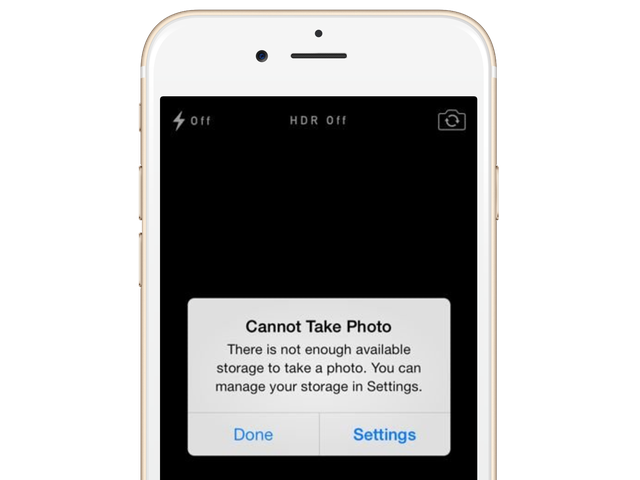 Off HDR Off
Cannot Take Photo
There is not enough available
storage to take a photo. You can
manage your storage in Settings.
Done Settings